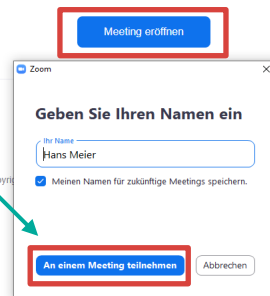 Meeting eröffnen
Zoom
Geben Sie Ihren Namen ein
Ihr Name
Hans Meier
Meinen Namen für zukünftige Meetings speichern.
An einem Meeting teilnehmen
Abbrechen